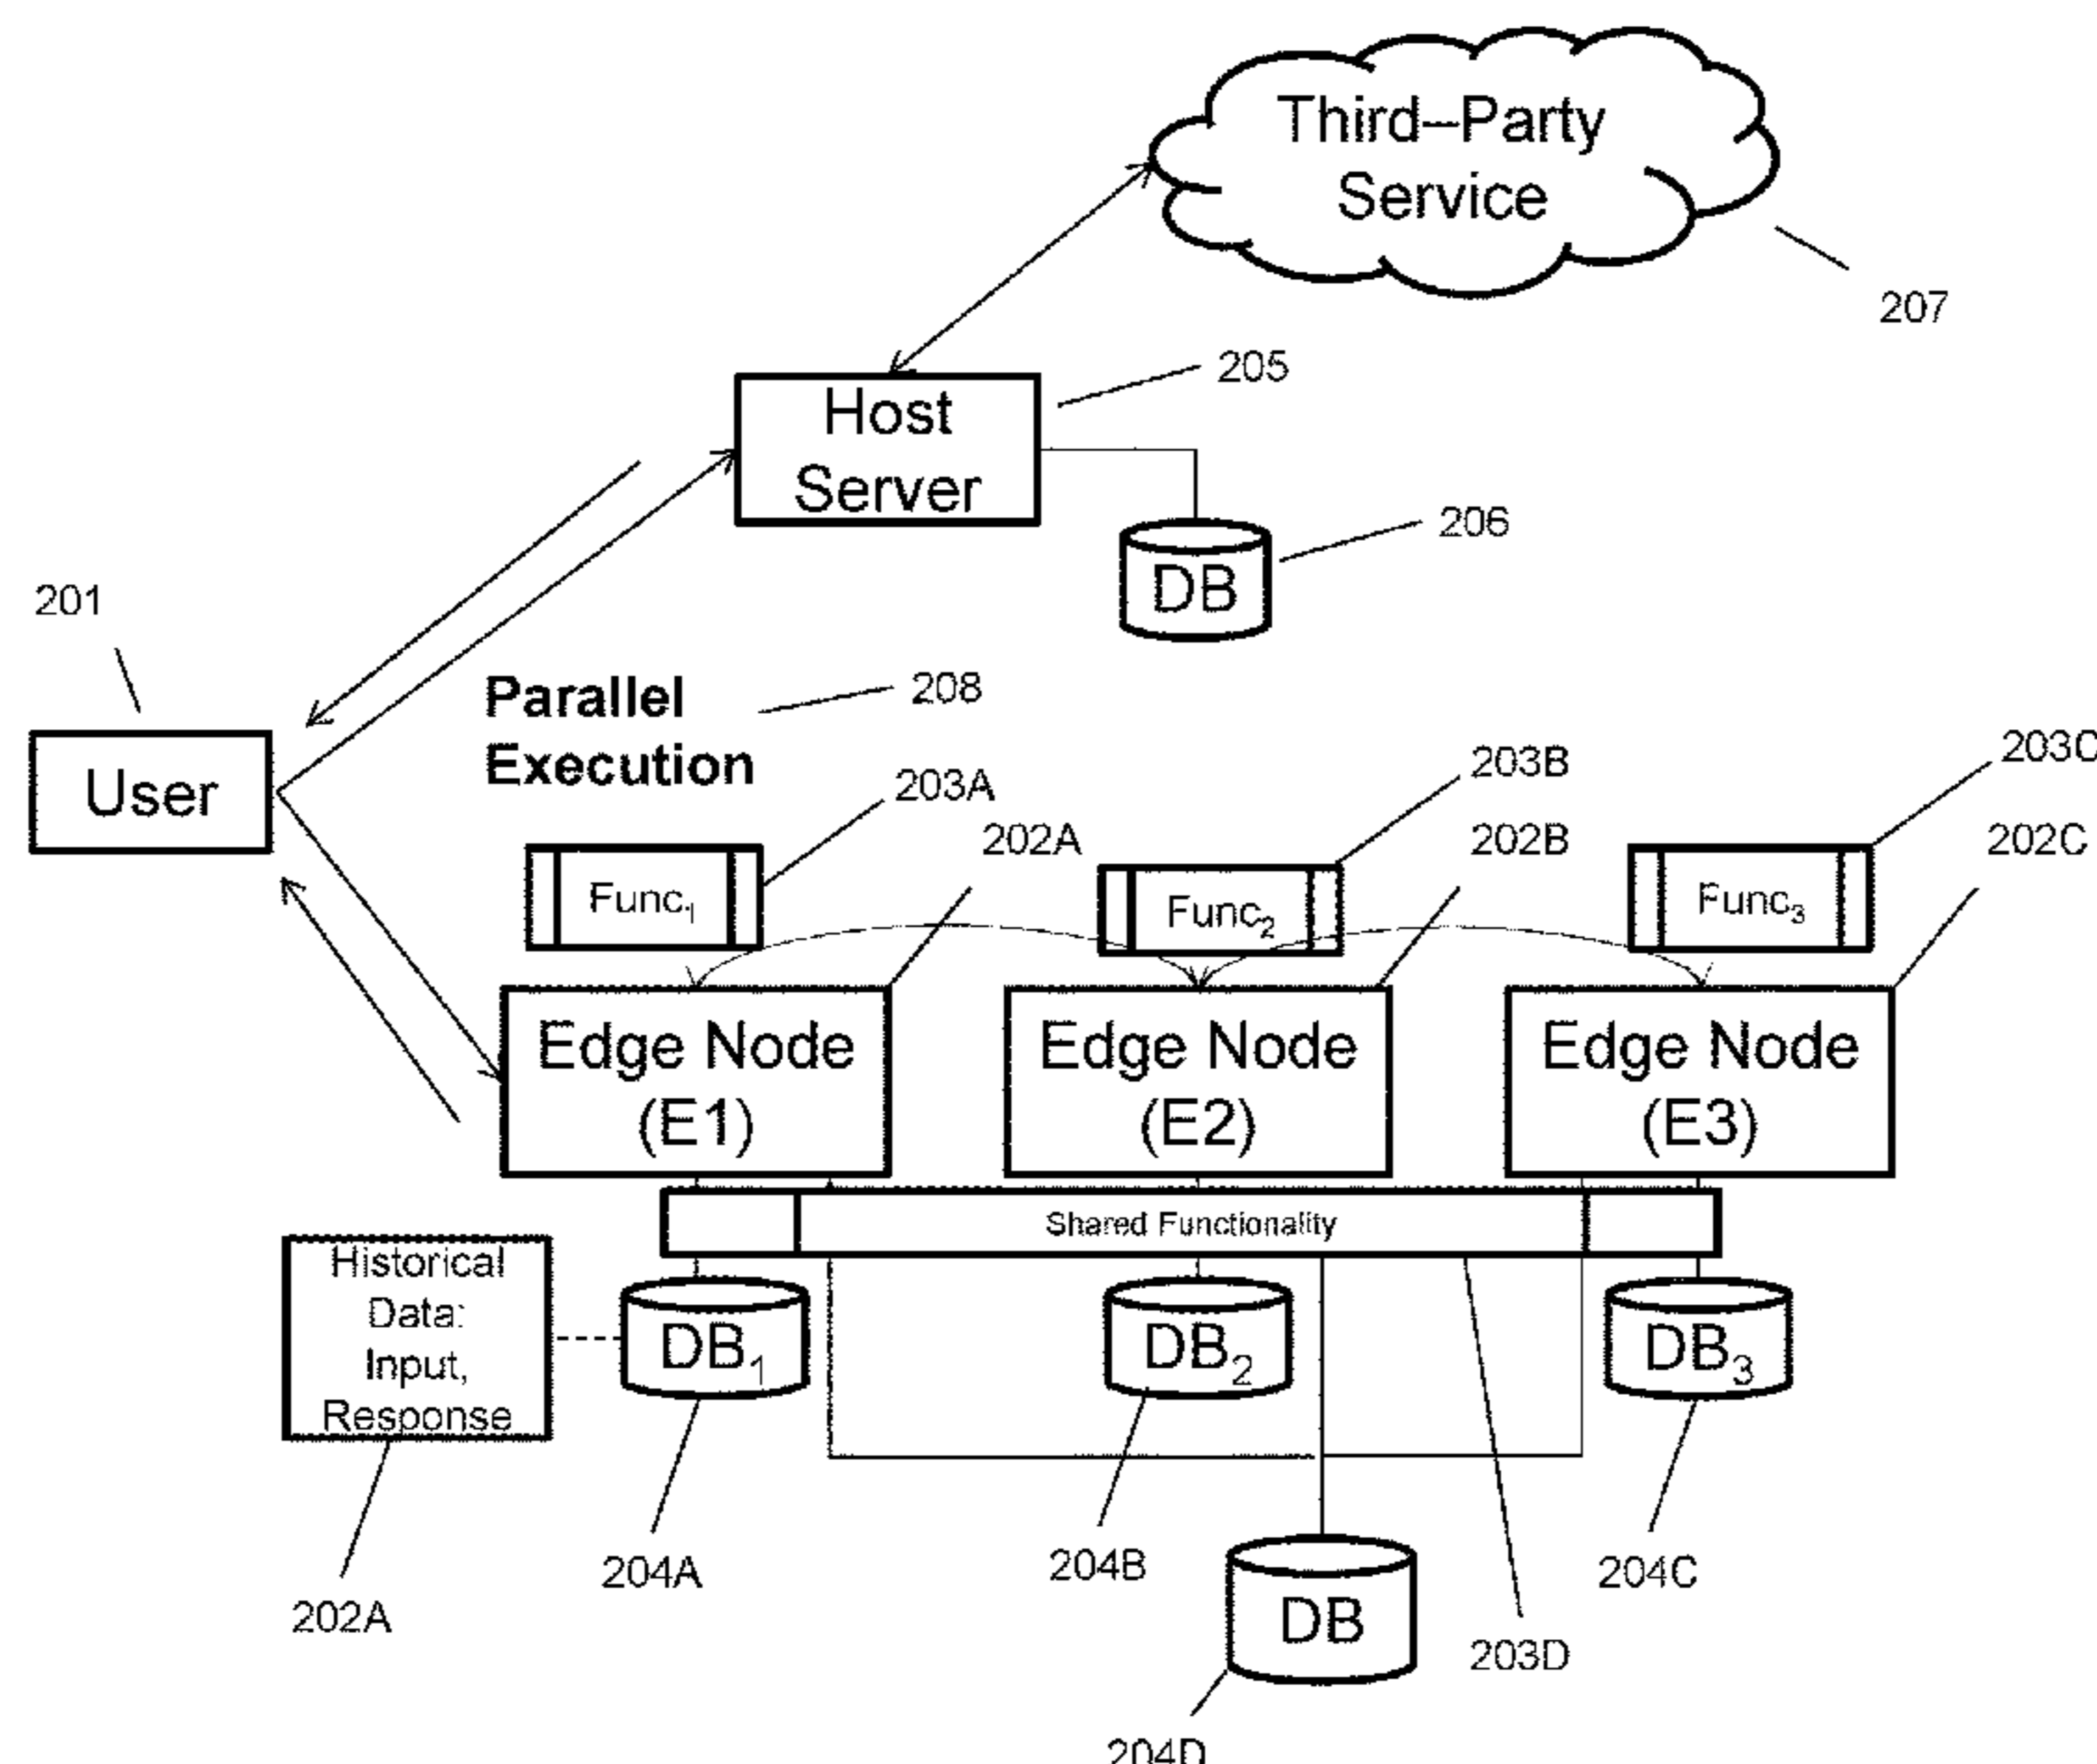 Third–Party
Service
207
205
Host
Server
206
DB
201
Parallel
Execution
208
User
203A
203B
203C
202A
202B
202C
Func1
Func2
Func3
Edge Node
(E1)
Edge Node
(E2)
Edge Node
(E3)
Shared Functionality
Historical
Data:
Input,
Response
DB1
DB2
DB3
204A
204B
204C
202A
DB
203D
204D